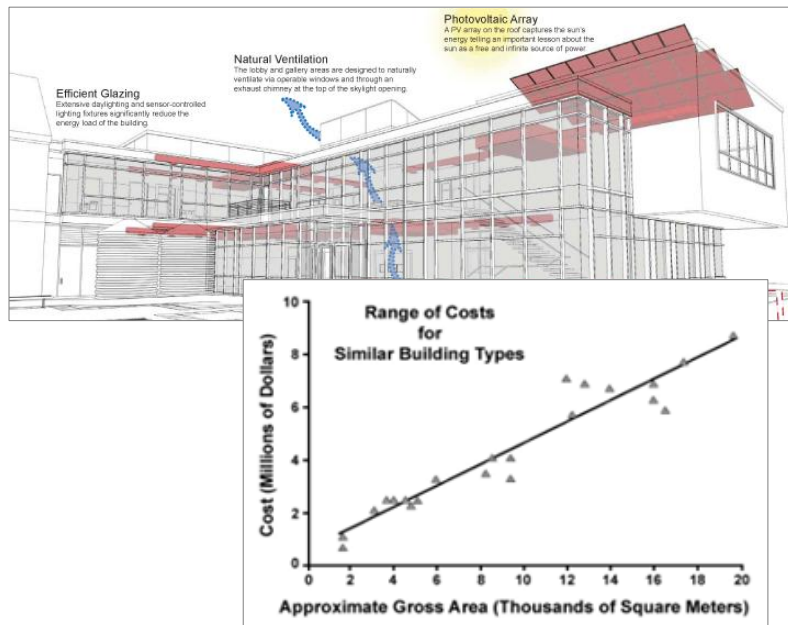 Photovoltaic Array
A PV array on the roof captures the sun's
energy telling an important lesson about the
sun as a free and infinite source of power.
Natural Ventilation
The lobby and gallery areas are designed to naturally
ventilate via operable windows and through an
exhaust chimney at the top of the skylight opening.
Efficient Glazing
Extensive daylighting and sensor-controlled
lighting fixtures significantly reduce the
energy load of the building.
Range of Costs
for
Similar Building Types
Cost (Millions of Dollars)
10
8
6
4
2
0
0 2 4 6 8 10 12 14 16 18 20
Approximate Gross Area (Thousands of Square Meters)